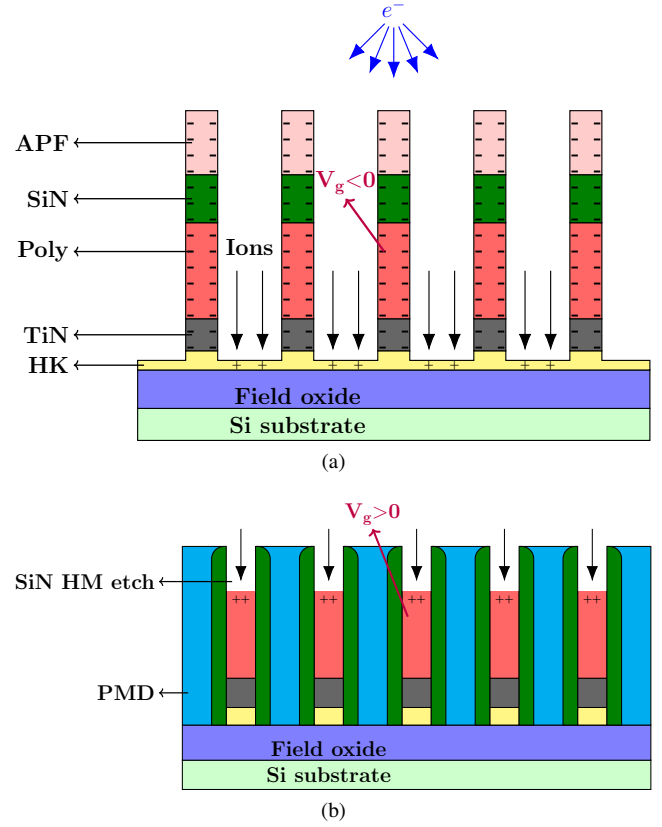 e⁻
APF
SiN
V_g<0
Poly
Ions
TiN
HK
+ + + + + + + +
Field oxide
Si substrate
(a)
V_g>0
SiN HM etch
++ ++ ++ ++ ++
PMD
Field oxide
Si substrate
(b)